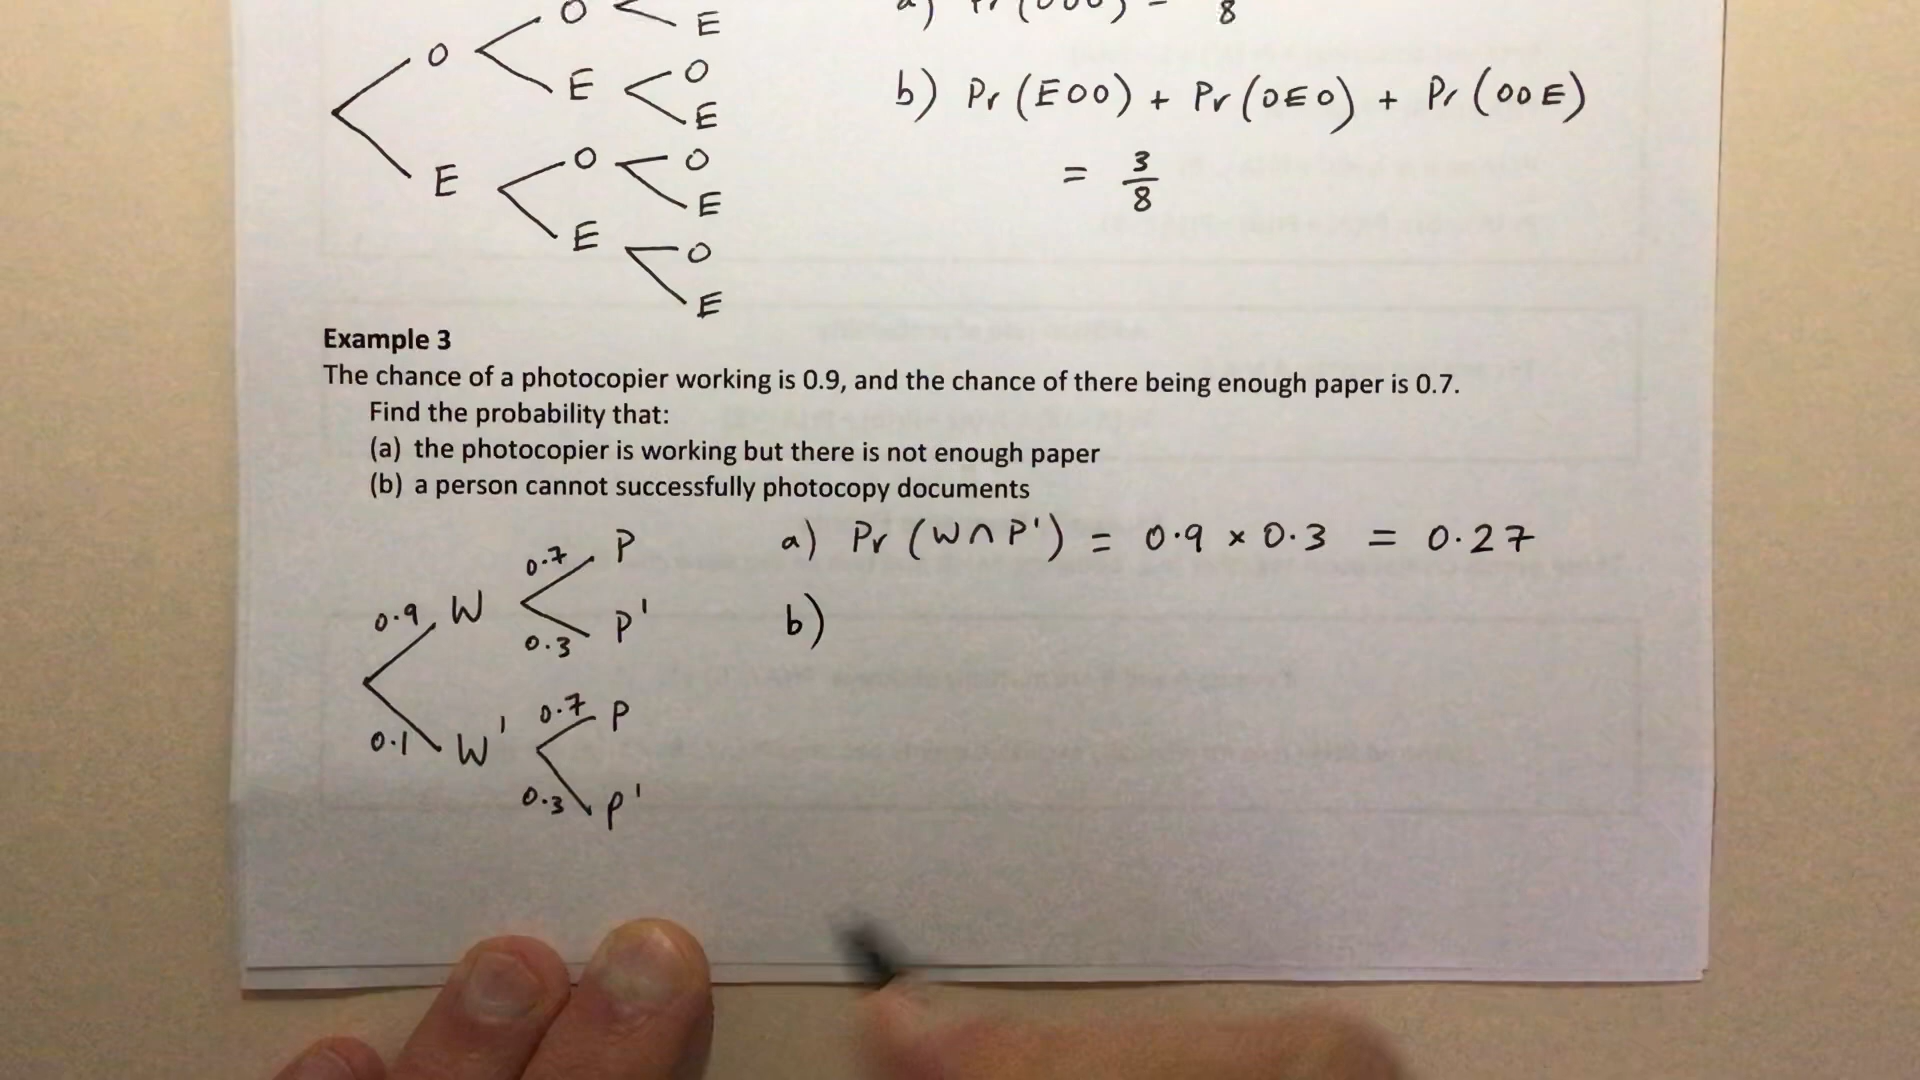 O O E
a) Pr (OOO) = 8
O E O E
b) Pr (EOO) + Pr (OEO) + Pr (OOE)
E O O E
= 3/8
E O E
Example 3
The chance of a photocopier working is 0.9, and the chance of there being enough paper is 0.7.
Find the probability that:
(a) the photocopier is working but there is not enough paper
(b) a person cannot successfully photocopy documents
a) Pr (W∩P') = 0.9 × 0.3 = 0.27
b)
0.9 W 0.7 P
0.3 P'
0.1 W' 0.7 P
0.3 P'